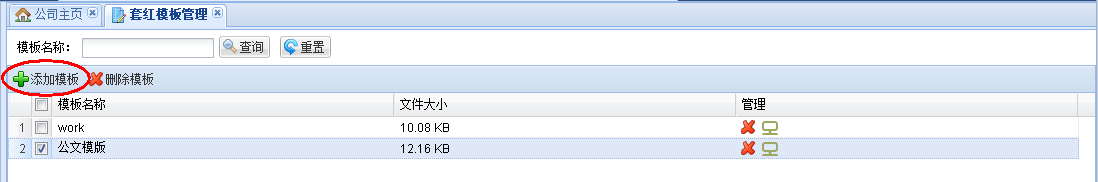 公司主页 套红模板管理
模板名称： 查询 重置
添加模板 删除模板
模板名称 文件大小 管理
1 work 10.08 KB
2 公文模版 12.16 KB